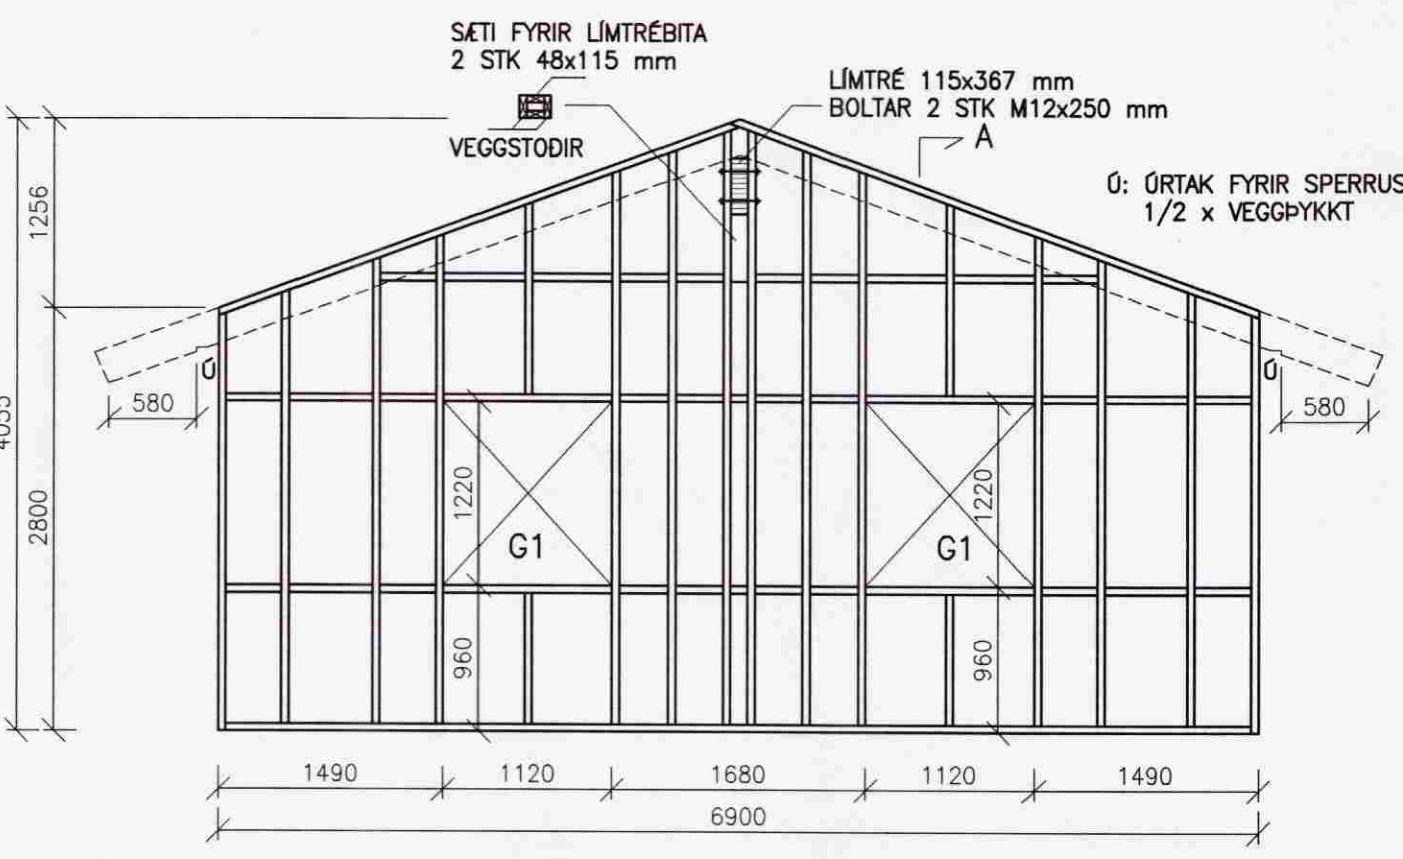 SÆTI FYRIR LÍMTRÉBITA
2 STK 48x115 mm
VEGGSTOÐIR
LÍMTRÉ 115x367 mm
BOLTAR 2 STK M12x250 mm
A
Ú: ÚRTAK FYRIR SPERRUS
1/2 x VEGGÞYKKT
1256
2800
4055
Ú
580
Ú
580
1220
G1
960
1220
G1
960
1490
1120
1680
1120
1490
6900